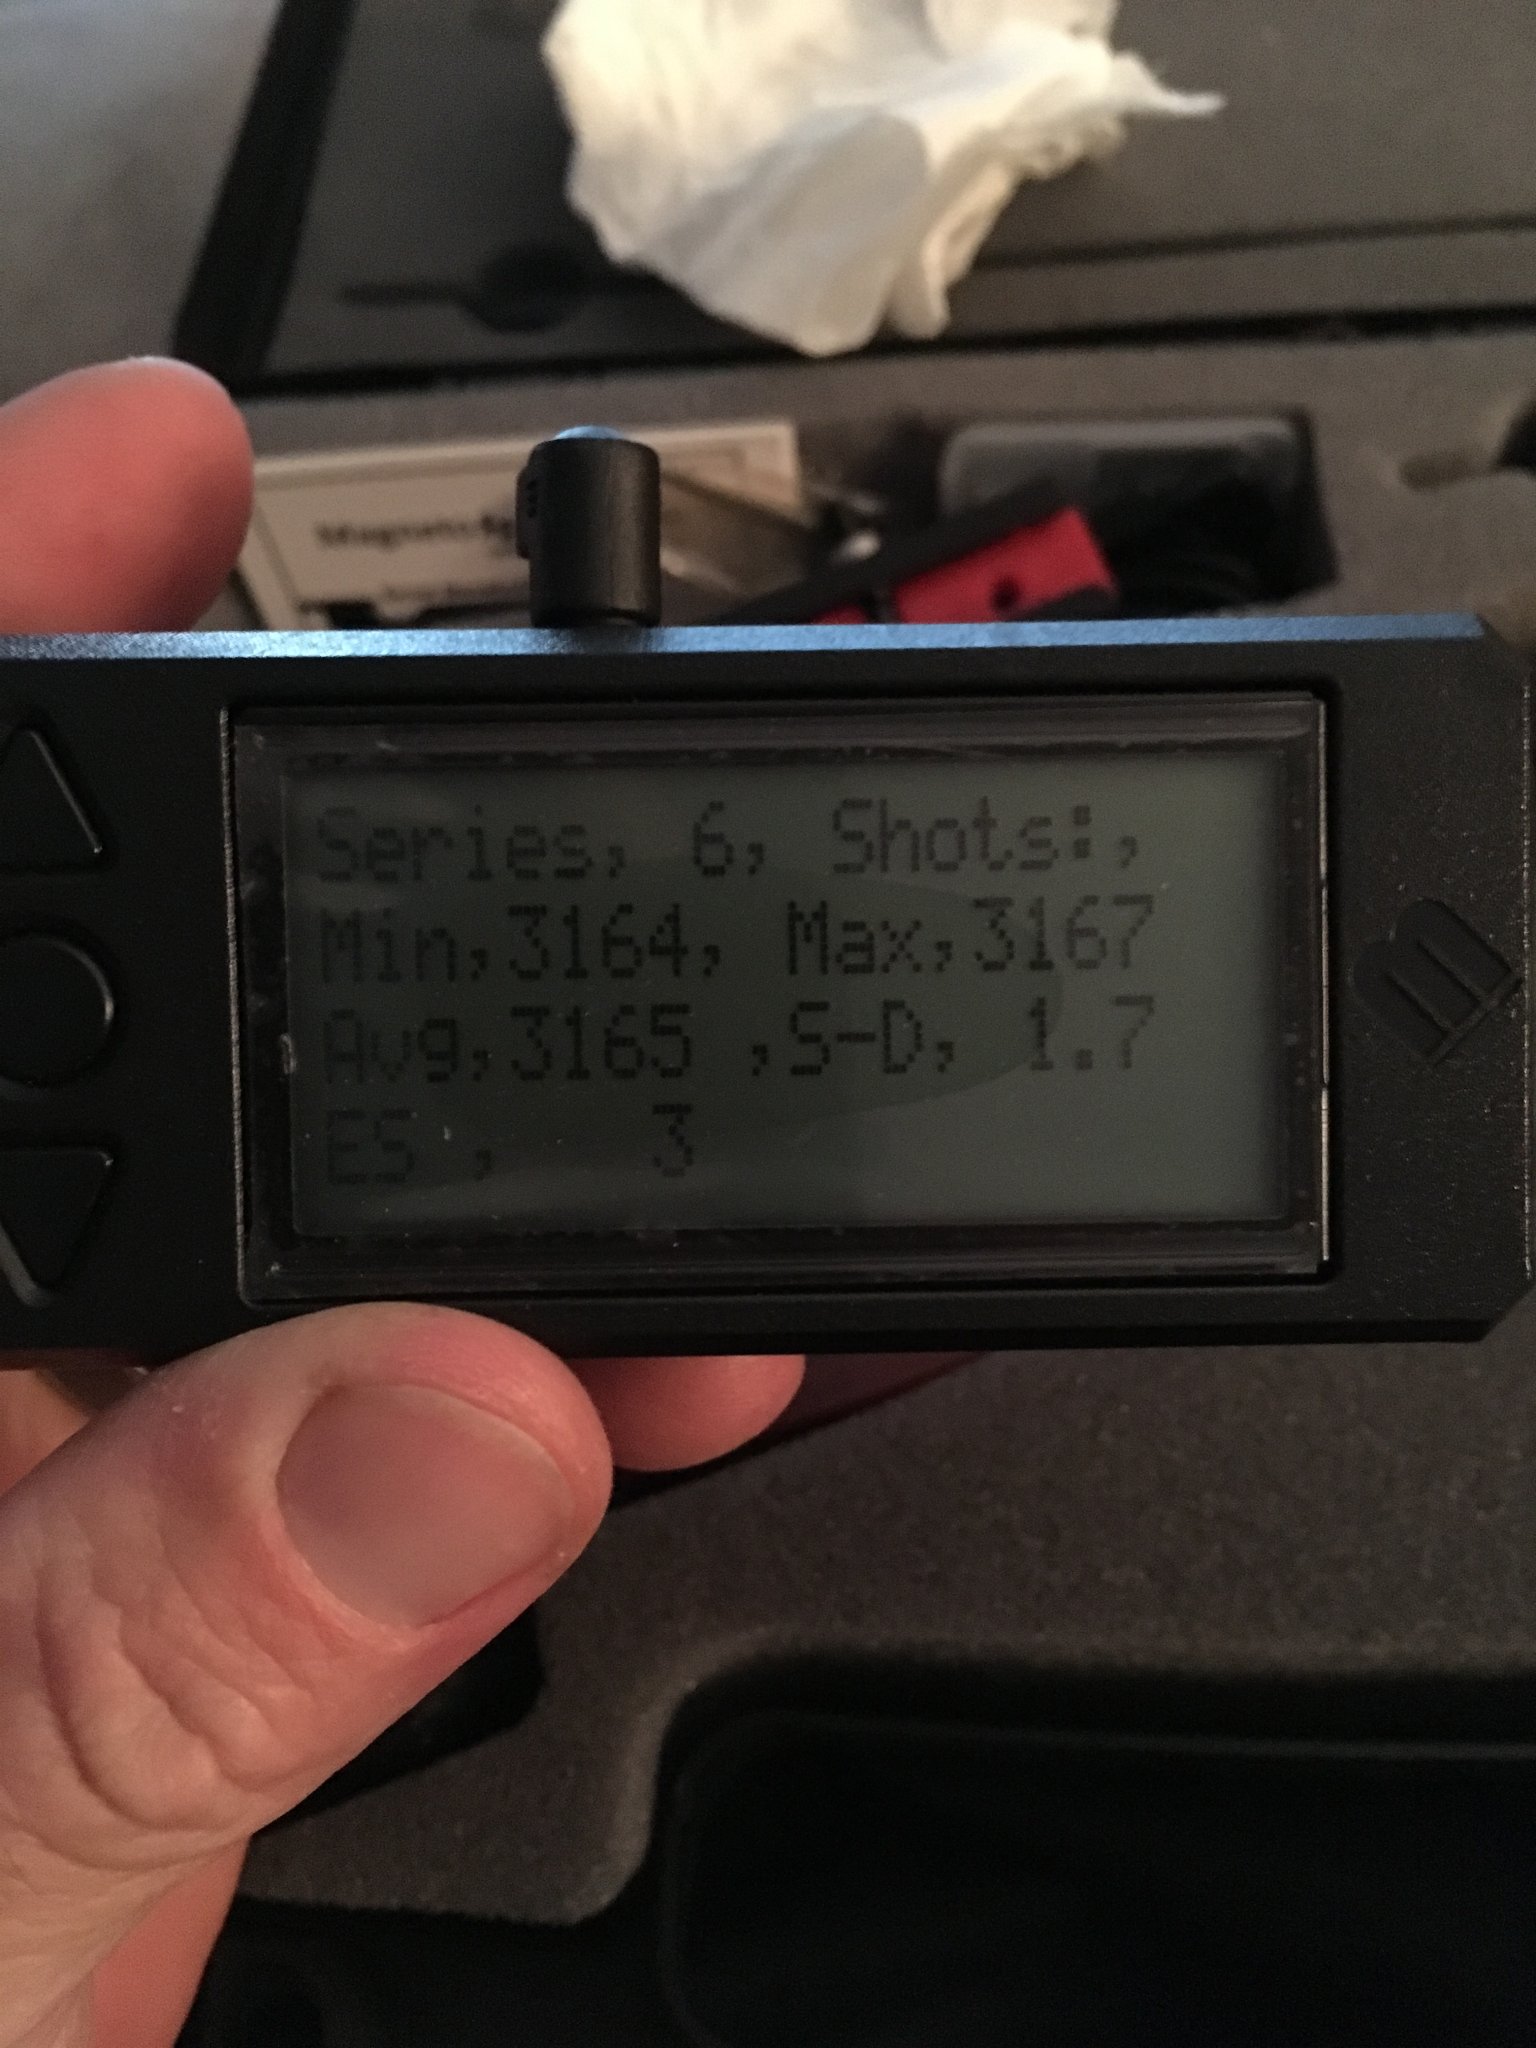 Series, 6, Shots:,
Min,3164, Max,3167
Avg,3165 ,S-D, 1.7
ES , 3